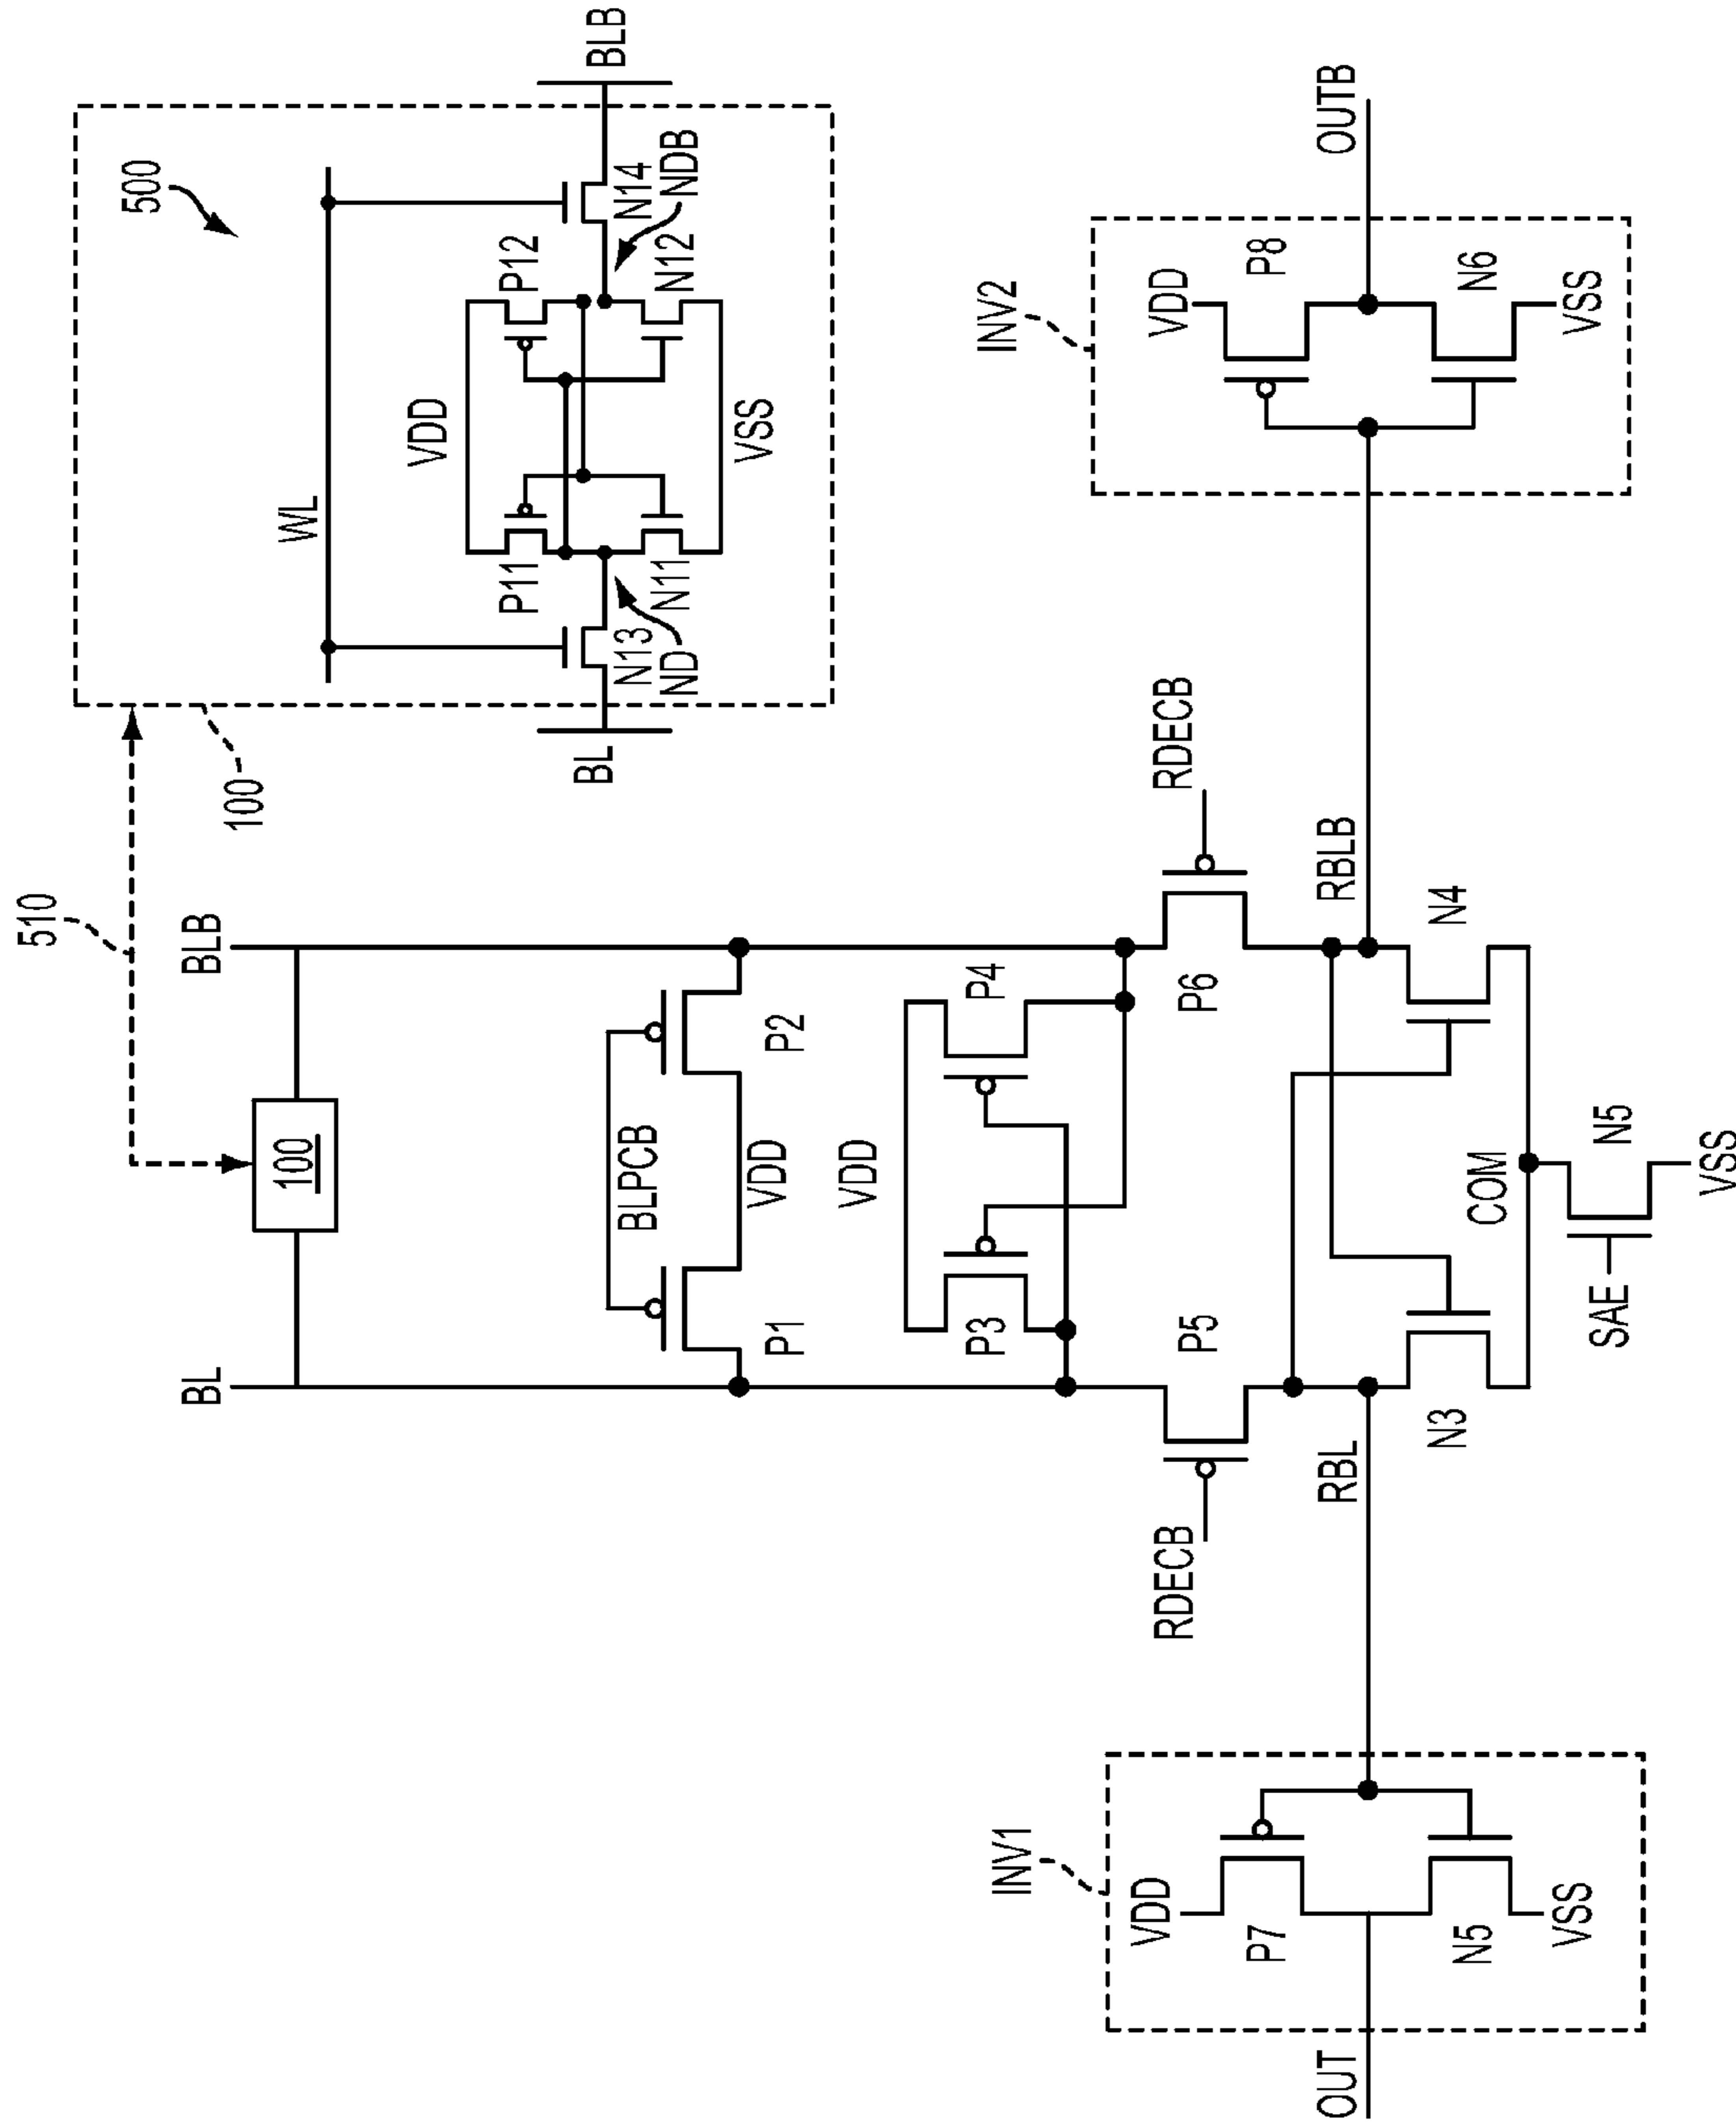 510
500
100
WL
BL
BLB
VDD
P11
P12
N13
N14
ND
NDB
N11
N12
VSS
BL
BLB
100
BLPCB
P1
VDD
P2
VDD
P3
P4
RDECB
P5
P6
RDECB
RBL
RBLB
N3
N4
COM
SAE
N5
VSS
INV1
VDD
P7
N5
VSS
OUT
INV2
VDD
P8
N6
VSS
OUTB